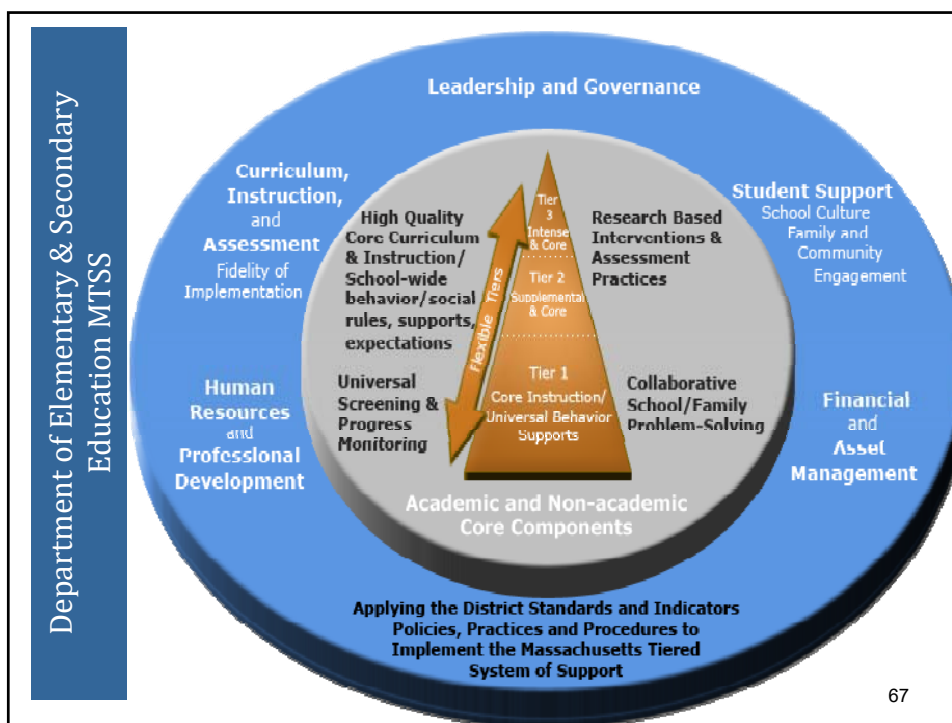 Department of Elementary & Secondary
Education MTSS
Leadership and Governance
Curriculum,
Instruction,
and
Assessment
Fidelity of
Implementation
Student Support
School Culture
Family and
Community
Engagement
High Quality
Core Curriculum
& Instruction/
School-wide
behavior/social
rules, supports,
expectations
Flexible Tiers
Tier
3
Intense
& Core
Tier 2
Supplemental
& Core
Tier 1
Core Instruction/
Universal Behavior
Supports
Research Based
Interventions &
Assessment
Practices
Universal
Screening &
Progress
Monitoring
Collaborative
School/Family
Problem-Solving
Human
Resources
and
Professional
Development
Financial
and
Asset
Management
Academic and Non-academic
Core Components
Applying the District Standards and Indicators
Policies, Practices and Procedures to
Implement the Massachusetts Tiered
System of Support
67